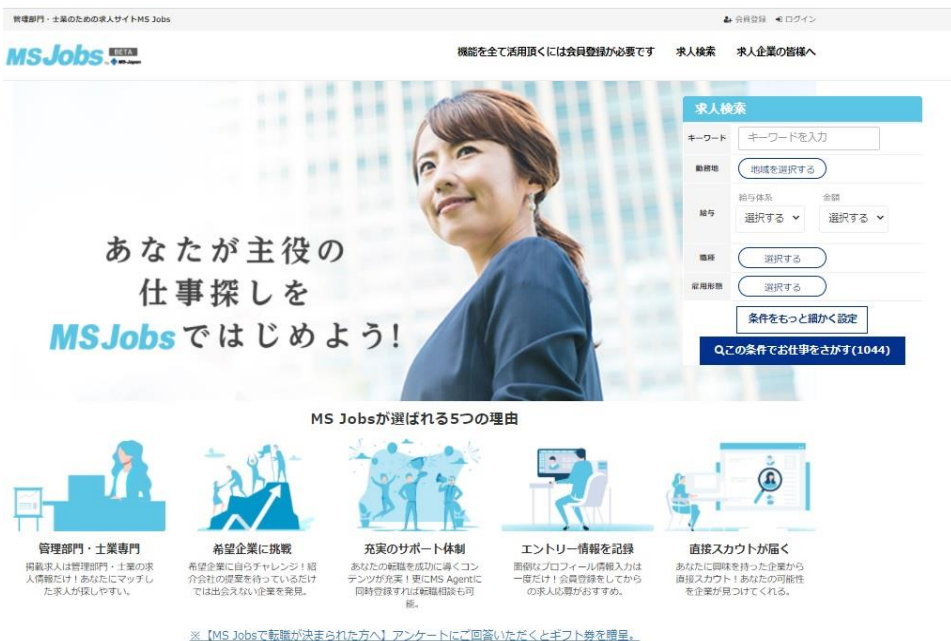 管理部門・士業のための求人サイトMS Jobs
会員登録 ログイン
MSJobs. BETA
MS-Japan
機能を全て活用頂くには会員登録が必要です 求人検索 求人企業の皆様へ
あなたが主役の
仕事探しを
MSJobsではじめよう!
求人検索
キーワード キーワードを入力
勤務地 地域を選択する
給与体系 金額
給与 選択する 選択する
職種 選択する
雇用形態 選択する
条件をもっと細かく設定
この条件でお仕事をさがす(1044)
MS Jobsが選ばれる5つの理由
管理部門・士業専門
掲載求人は管理部門・士業の求
人情報だけ!あなたにマッチし
た求人が探しやすい。
希望企業に挑戦
希望企業に自らチャレンジ!紹
介会社の提案を待っているだけ
では出会えない企業を発見。
充実のサポート体制
あなたの転職を成功に導くコン
テンツが充実!更にMS Agentに
同時登録すれば転職相談も可
能。
エントリー情報を記録
面倒なプロフィール情報入力は
一度だけ!会員登録をしてから
の求人応募がおすすめ。
直接スカウトが届く
あなたに興味を持った企業から
直接スカウト!あなたの可能性
を企業が見つけてくれる。
※【MS Jobsで転職が決まられた方へ】アンケートにご回答いただくとギフト券を贈呈。